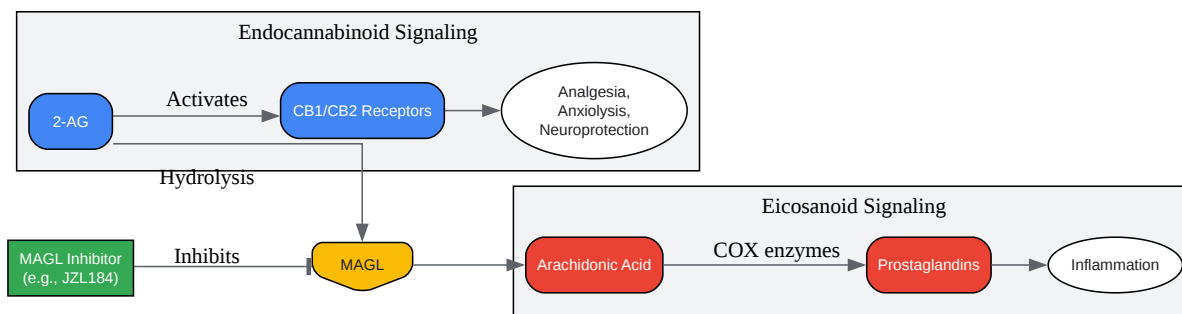 Endocannabinoid Signaling
2-AG
Activates
CB1/CB2 Receptors
Analgesia,
Anxiolysis,
Neuroprotection
Hydrolysis
Eicosanoid Signaling
MAGL Inhibitor
(e.g., JZL184)
Inhibits
MAGL
Arachidonic Acid
COX enzymes
Prostaglandins
Inflammation